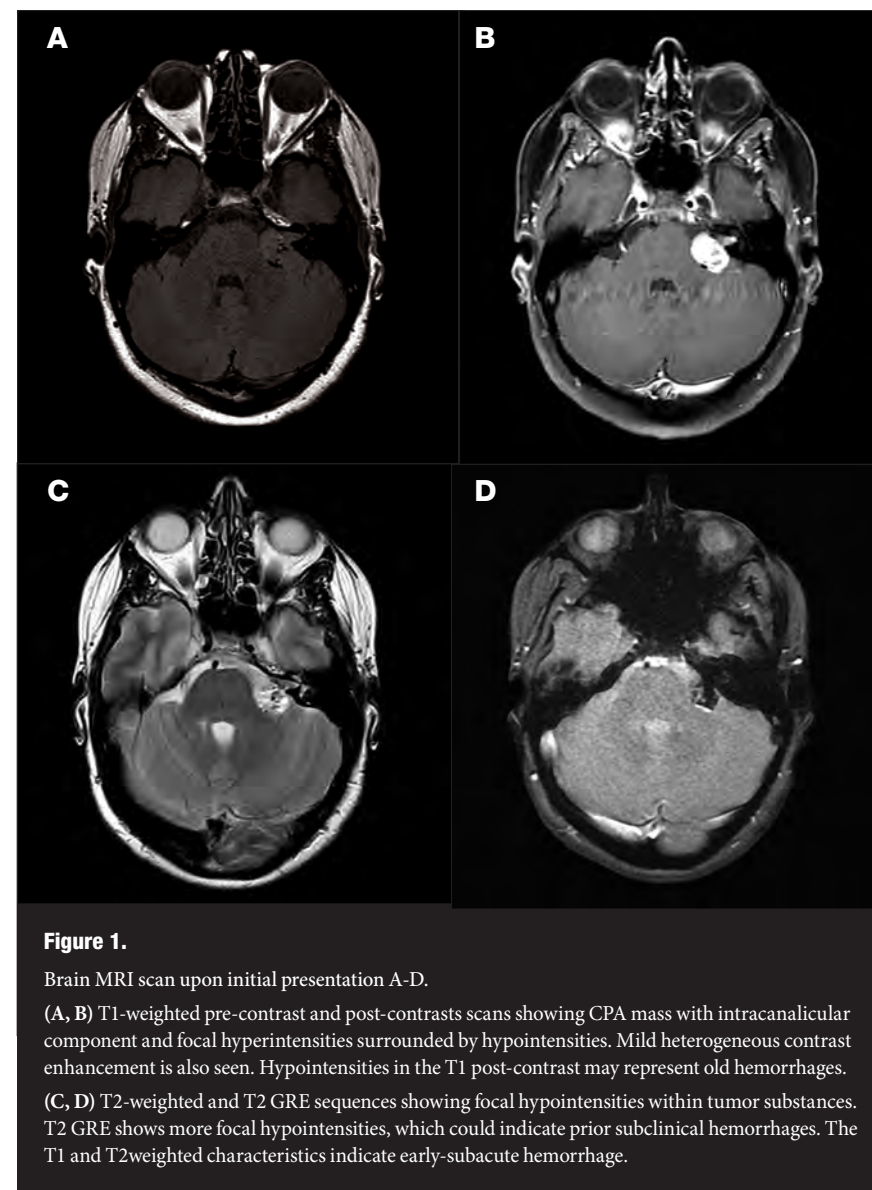 A
B
C
D
Figure 1.
Brain MRI scan upon initial presentation A-D.
(A, B) T1-weighted pre-contrast and post-contrasts scans showing CPA mass with intracanalicular
component and focal hyperintensities surrounded by hypointensities. Mild heterogeneous contrast
enhancement is also seen. Hypointensities in the T1 post-contrast may represent old hemorrhages.
(C, D) T2-weighted and T2 GRE sequences showing focal hypointensities within tumor substances.
T2 GRE shows more focal hypointensities, which could indicate prior subclinical hemorrhages. The
T1 and T2weighted characteristics indicate early-subacute hemorrhage.